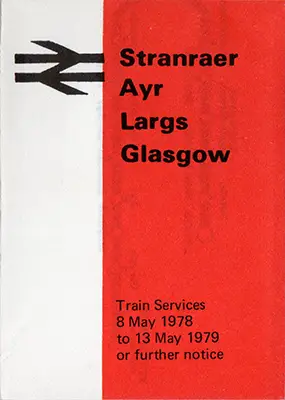 Stranraer
Ayr
Largs
Glasgow
Train Services
8 May 1978
to 13 May 1979
or further notice